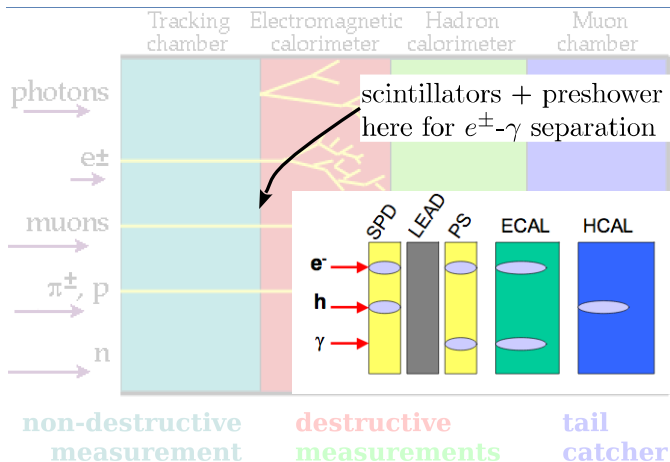 Tracking Electromagnetic Hadron Muon
chamber calorimeter calorimeter chamber
photons
scintillators + preshower
here for e±-γ separation
e±
muons
π±, p
n
SPD LEAD PS ECAL HCAL
e-
h
γ
non-destructive destructive tail
measurement measurements catcher